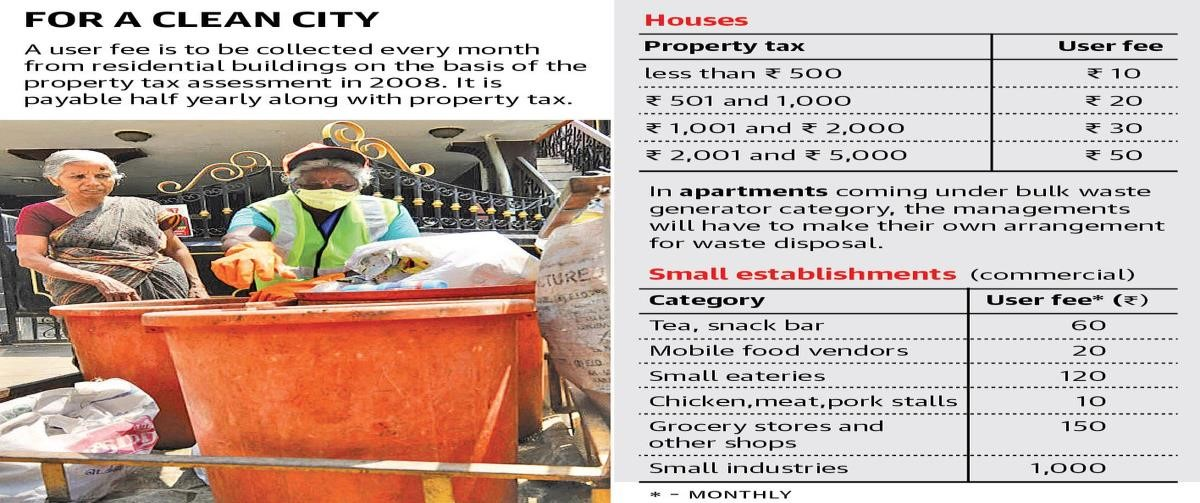 FOR A CLEAN CITY
A user fee is to be collected every month
from residential buildings on the basis of the
property tax assessment in 2008. It is
payable half yearly along with property tax.
Houses
Property tax User fee
less than ₹ 500 ₹ 10
₹ 501 and 1,000 ₹ 20
₹ 1,001 and ₹ 2,000 ₹ 30
₹ 2,001 and ₹ 5,000 ₹ 50
In apartments coming under bulk waste
generator category, the managements
will have to make their own arrangement
for waste disposal.
Small establishments (commercial)
Category User fee* (₹)
Tea, snack bar 60
Mobile food vendors 20
Small eateries 120
Chicken,meat,pork stalls 10
Grocery stores and 150
other shops
Small industries 1,000
* - MONTHLY